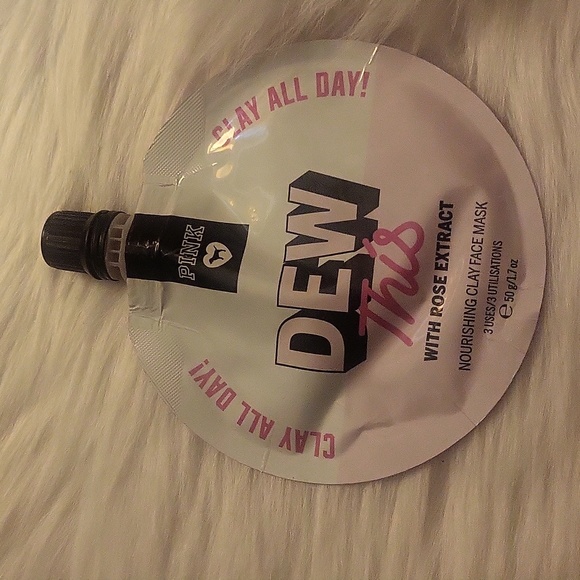 PINK
CLAY ALL DAY!
CLAY ALL DAY!
DEW
This
WITH ROSE EXTRACT
NOURISHING CLAY FACE MASK
3 USES/3 UTILISATIONS
℮ 50 g/1.7 oz